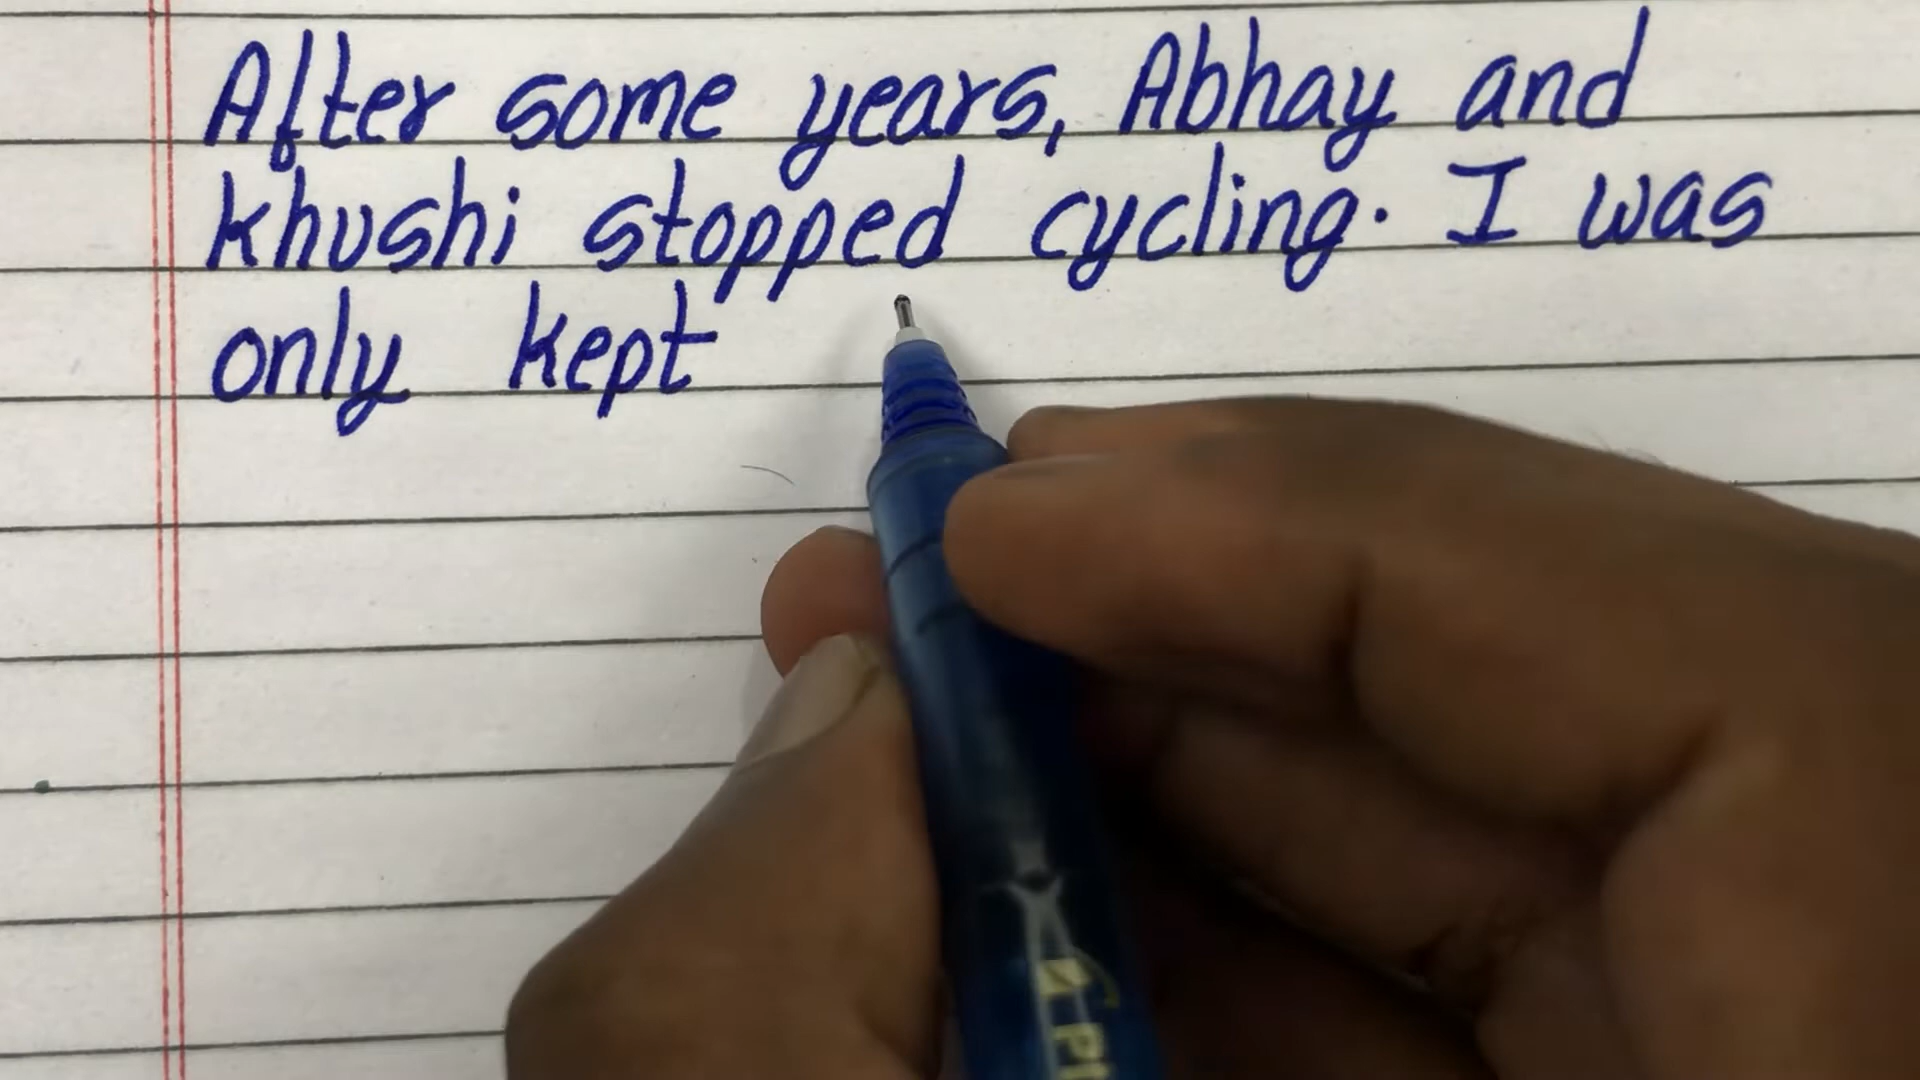 After some years, Abhay and
khushi stopped cycling. I was
only kept